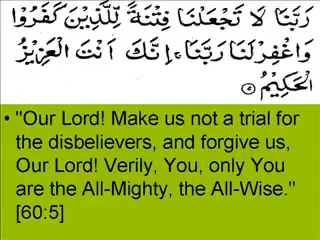 رَبَّنَا لَا تَجْعَلْنَا فِتْنَةً لِّلَّذِينَ كَفَرُوا
وَاغْفِرْ لَنَا رَبَّنَا ۚ إِنَّكَ أَنتَ الْعَزِيزُ
الْحَكِيمُ ۝٥
• "Our Lord! Make us not a trial for
the disbelievers, and forgive us,
Our Lord! Verily, You, only You
are the All-Mighty, the All-Wise."
[60:5]